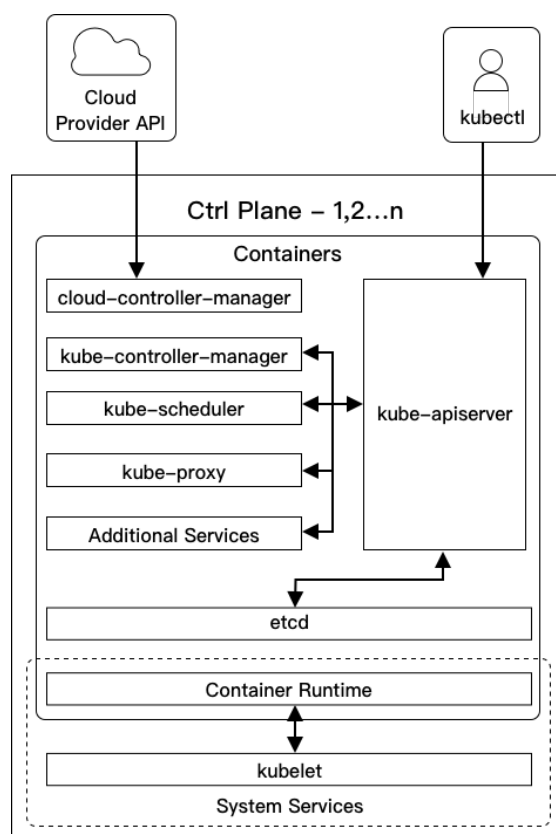 Cloud
Provider API
kubectl
Ctrl Plane – 1,2...n
Containers
cloud-controller-manager
kube-controller-manager
kube-scheduler
kube-apiserver
kube-proxy
Additional Services
etcd
Container Runtime
kubelet
System Services